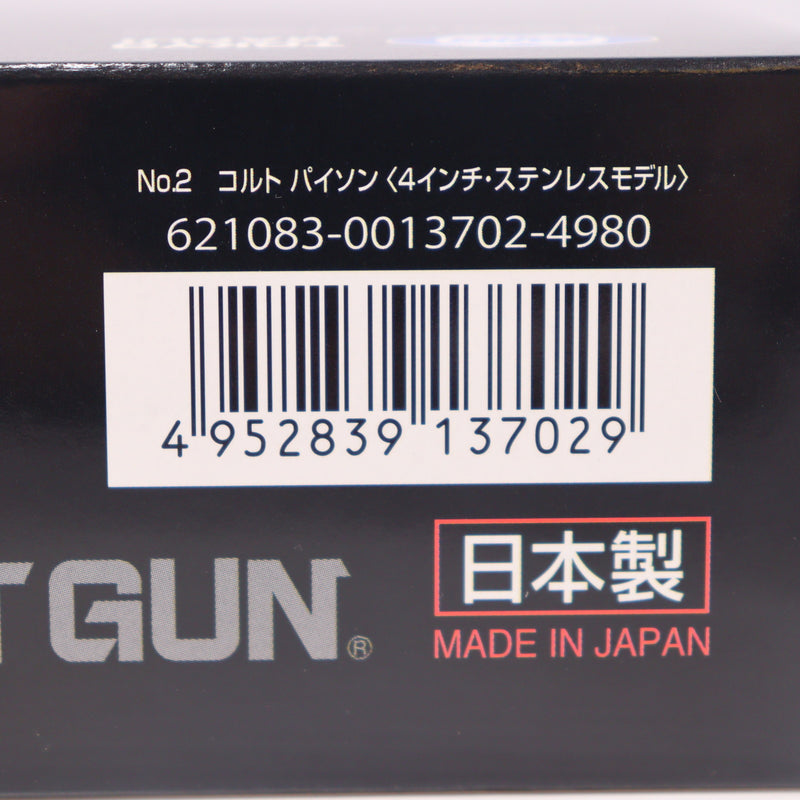 No.2 コルト パイソン〈4インチ・ステンレスモデル〉
621083-0013702-4980
4 952839 137029
T GUN®
日本製
MADE IN JAPAN